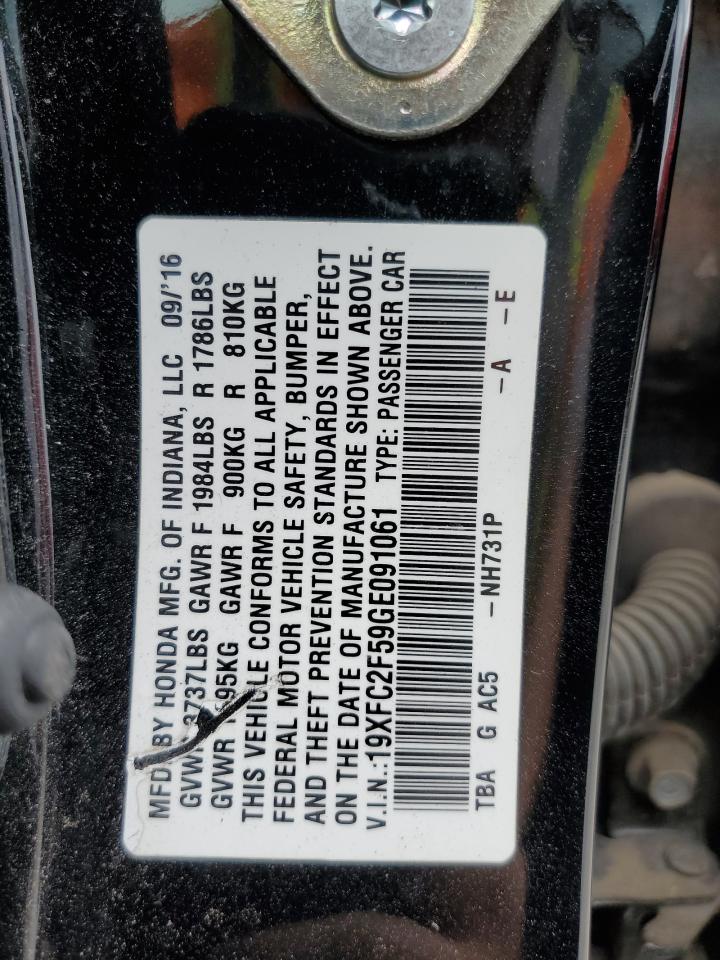 MFD. BY HONDA MFG. OF INDIANA, LLC 09/'16
3737LBS GAWR F 1984LBS R 1786LBS
GVWR GAWR F 900KG R 810KG
THIS VEHICLE CONFORMS TO ALL APPLICABLE
FEDERAL MOTOR VEHICLE SAFETY, BUMPER,
AND THEFT PREVENTION STANDARDS IN EFFECT
ON THE DATE OF MANUFACTURE SHOWN ABOVE.
V.I.N.:19XFC2F59GE091061 TYPE: PASSENGER CAR
TBA G AC5 -NH731P -A -E